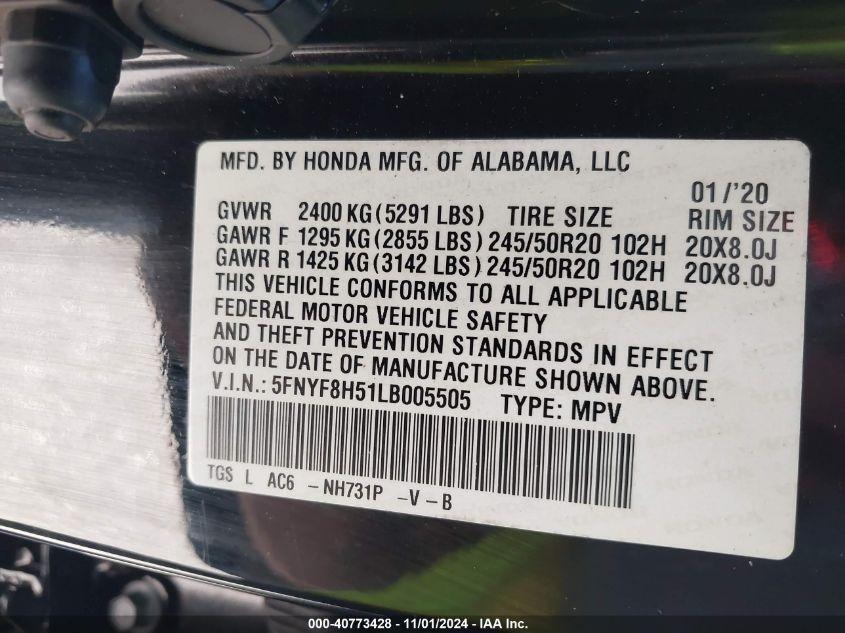 MFD. BY HONDA MFG. OF ALABAMA, LLC
01/'20
GVWR 2400 KG (5291 LBS) TIRE SIZE RIM SIZE
GAWR F 1295 KG (2855 LBS) 245/50R20 102H 20X8.0J
GAWR R 1425 KG (3142 LBS) 245/50R20 102H 20X8.0J
THIS VEHICLE CONFORMS TO ALL APPLICABLE
FEDERAL MOTOR VEHICLE SAFETY
AND THEFT PREVENTION STANDARDS IN EFFECT
ON THE DATE OF MANUFACTURE SHOWN ABOVE.
V.I.N.: 5FNYF8H51LB005505 TYPE: MPV
TGS L AC6 -NH731P -V-B
000-40773428 - 11/01/2024 - IAA Inc.